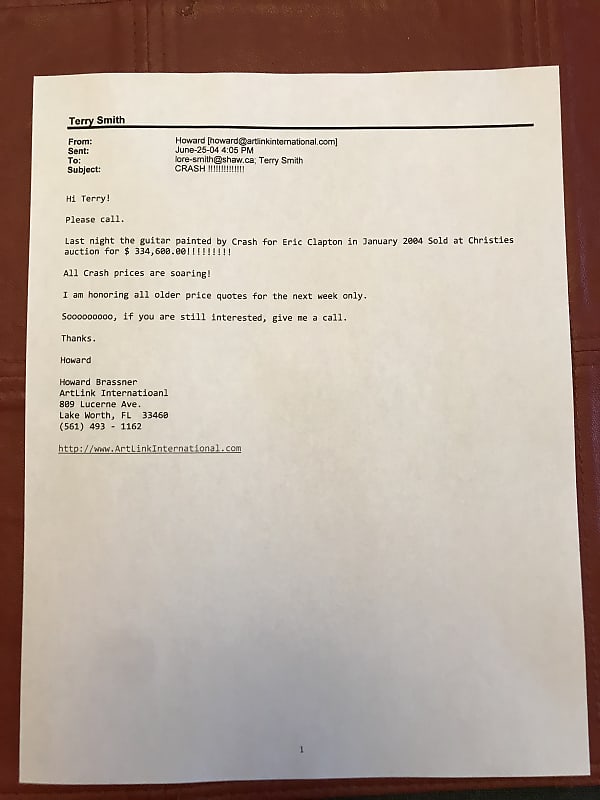 Terry Smith
From: Howard [howard@artlinkinternational.com]
Sent: June-25-04 4:05 PM
To: lore-smith@shaw.ca; Terry Smith
Subject: CRASH !!!!!!!!!!!!!!
Hi Terry!
Please call.
Last night the guitar painted by Crash for Eric Clapton in January 2004 Sold at Christies
auction for $ 334,600.00!!!!!!!!!
All Crash prices are soaring!
I am honoring all older price quotes for the next week only.
Sooooooooo, if you are still interested, give me a call.
Thanks.
Howard
Howard Brassner
ArtLink Internatioanl
809 Lucerne Ave.
Lake Worth, FL  33460
(561) 493 - 1162
http://www.ArtLinkInternational.com
1